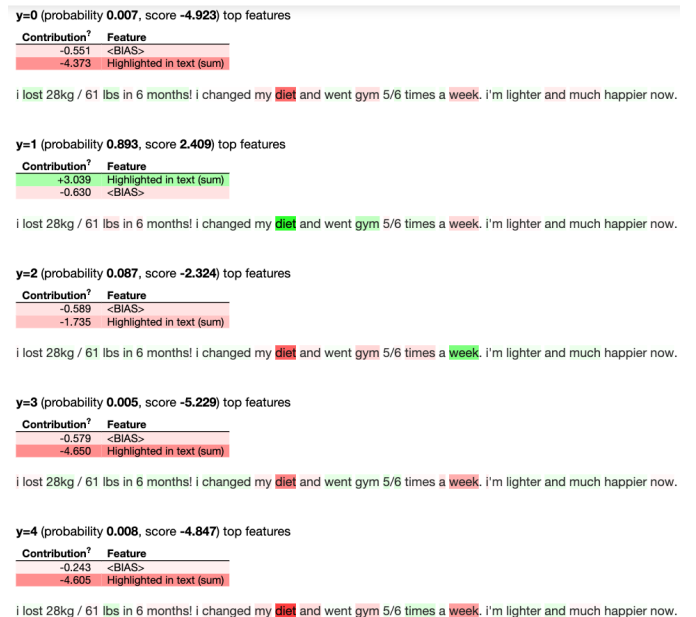 y=0 (probability 0.007, score -4.923) top features
Contribution? Feature
-0.551 <BIAS>
-4.373 Highlighted in text (sum)
i lost 28kg / 61 lbs in 6 months! i changed my diet and went gym 5/6 times a week. i'm lighter and much happier now.
y=1 (probability 0.893, score 2.409) top features
Contribution? Feature
+3.039 Highlighted in text (sum)
-0.630 <BIAS>
i lost 28kg / 61 lbs in 6 months! i changed my diet and went gym 5/6 times a week. i'm lighter and much happier now.
y=2 (probability 0.087, score -2.324) top features
Contribution? Feature
-0.589 <BIAS>
-1.735 Highlighted in text (sum)
i lost 28kg / 61 lbs in 6 months! i changed my diet and went gym 5/6 times a week. i'm lighter and much happier now.
y=3 (probability 0.005, score -5.229) top features
Contribution? Feature
-0.579 <BIAS>
-4.650 Highlighted in text (sum)
i lost 28kg / 61 lbs in 6 months! i changed my diet and went gym 5/6 times a week. i'm lighter and much happier now.
y=4 (probability 0.008, score -4.847) top features
Contribution? Feature
-0.243 <BIAS>
-4.605 Highlighted in text (sum)
i lost 28kg / 61 lbs in 6 months! i changed my diet and went gym 5/6 times a week. i'm lighter and much happier now.